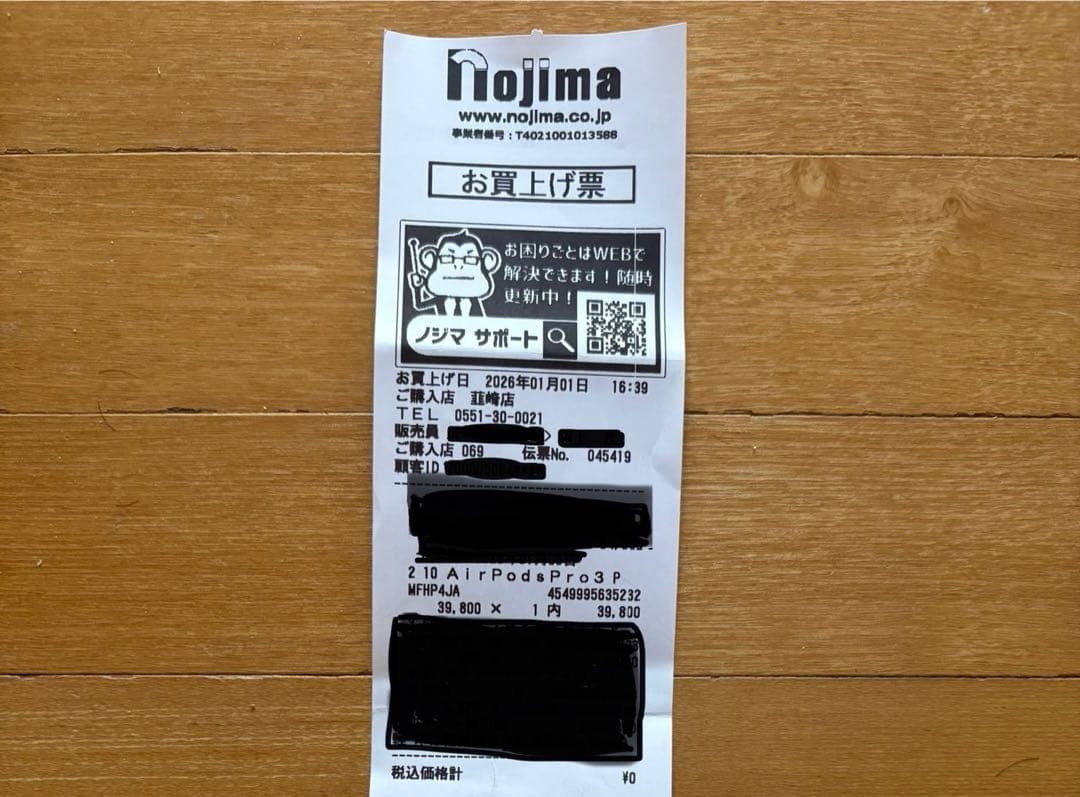 nojima
www.nojima.co.jp
事業者番号：T4021001013588
お買上げ票
お困りごとはWEBで
解決できます！随時
更新中！
ノジマ サポート
お買上げ日 2026年01月01日 16:39
ご購入店 韮崎店
TEL 0551-30-0021
販売員
ご購入店 069 伝票No. 045419
顧客ID
2 10 AirPodsPro3 P
MFHP4JA 4549995635232
39,800 × 1 内 39,800
税込価格計 ¥0